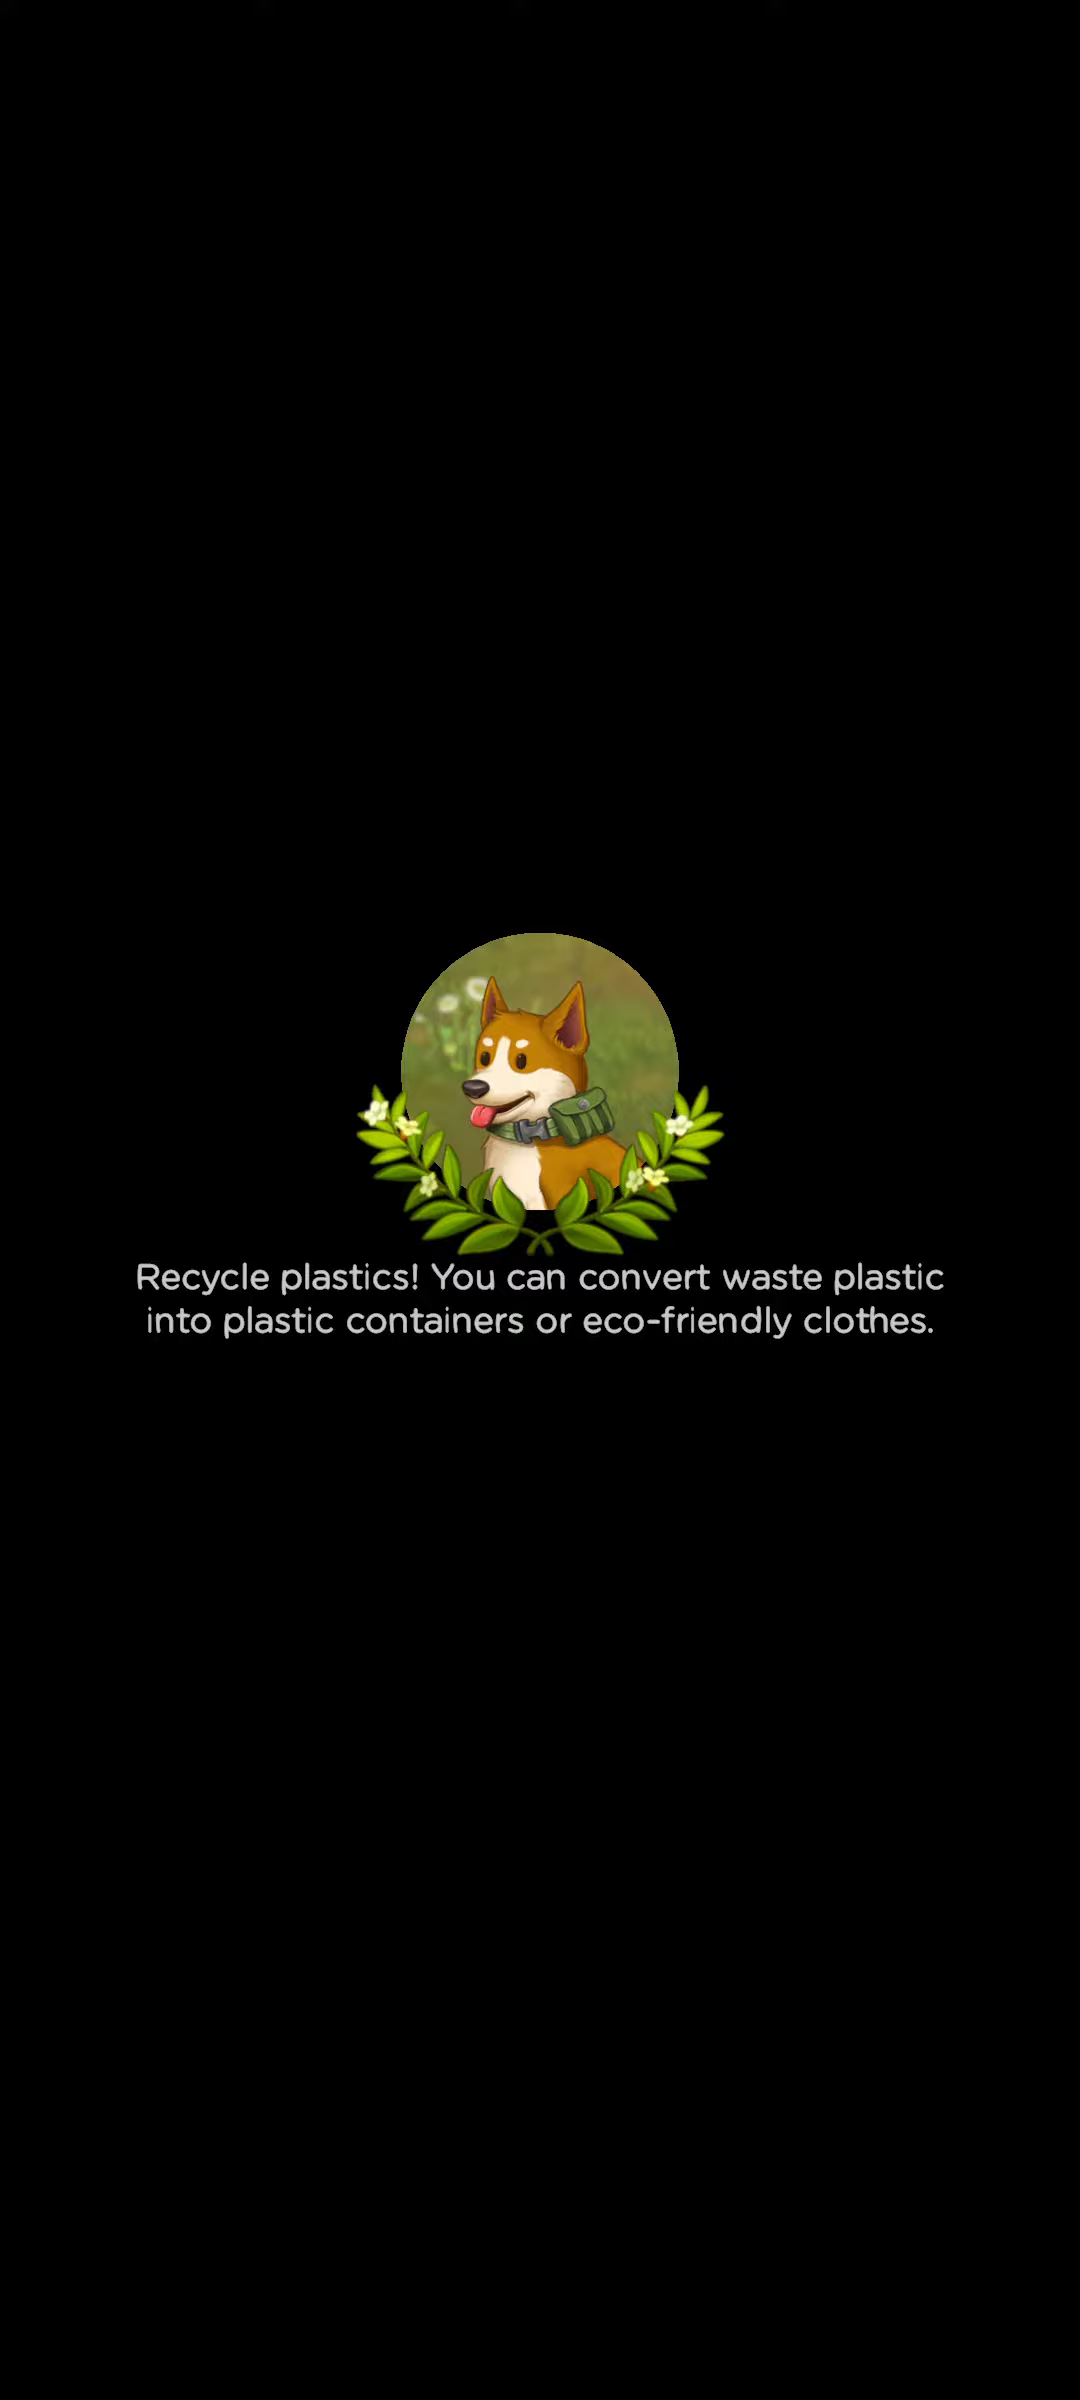 Recycle plastics! You can convert waste plastic
into plastic containers or eco-friendly clothes.